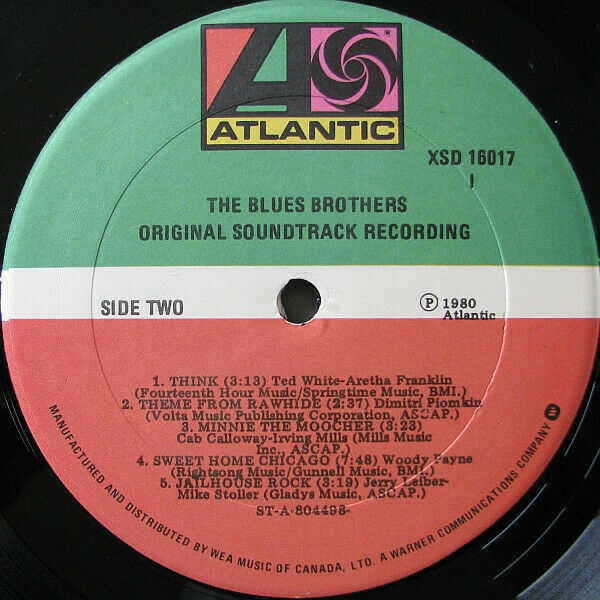 ATLANTIC
XSD 16017
THE BLUES BROTHERS
ORIGINAL SOUNDTRACK RECORDING
SIDE TWO
Ⓟ 1980
Atlantic
1. THINK (3:13) Ted White-Aretha Franklin
(Fourteenth Hour Music/Springtime Music, BMI.)
2. THEME FROM RAWHIDE (2:37) Dimitri Piomkin
(Volta Music Publishing Corporation, ASCAP.)
3. MINNIE THE MOOCHER (3:23)
Cab Calloway-Irving Mills (Mills Music
Inc., ASCAP.)
4. SWEET HOME CHICAGO (7:48) Woody Payne
(Rightsong Music/Gunnell Music, BMI.)
5. JAILHOUSE ROCK (3:19) Jerry Leiber-
Mike Stoller (Gladys Music, ASCAP.)
ST-A-804498-
MANUFACTURED AND DISTRIBUTED BY WEA MUSIC OF CANADA, LTD. A WARNER COMMUNICATIONS COMPANY